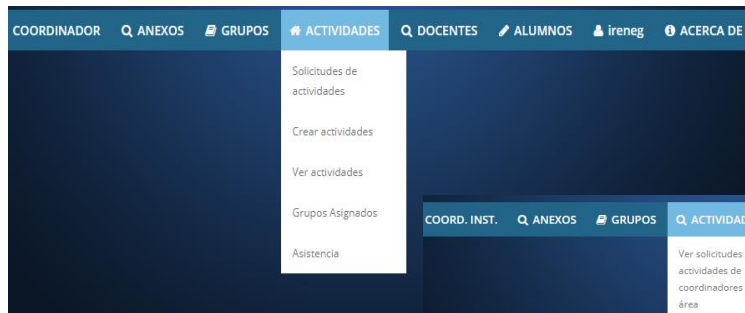 COORDINADOR ANEXOS GRUPOS ACTIVIDADES DOCENTES ALUMNOS ireneg ACERCA DE
Solicitudes de
actividades
Crear actividades
Ver actividades
Grupos Asignados
Asistencia
COORD. INST. ANEXOS GRUPOS ACTIVIDAD
Ver solicitudes
actividades de
coordinadores
área